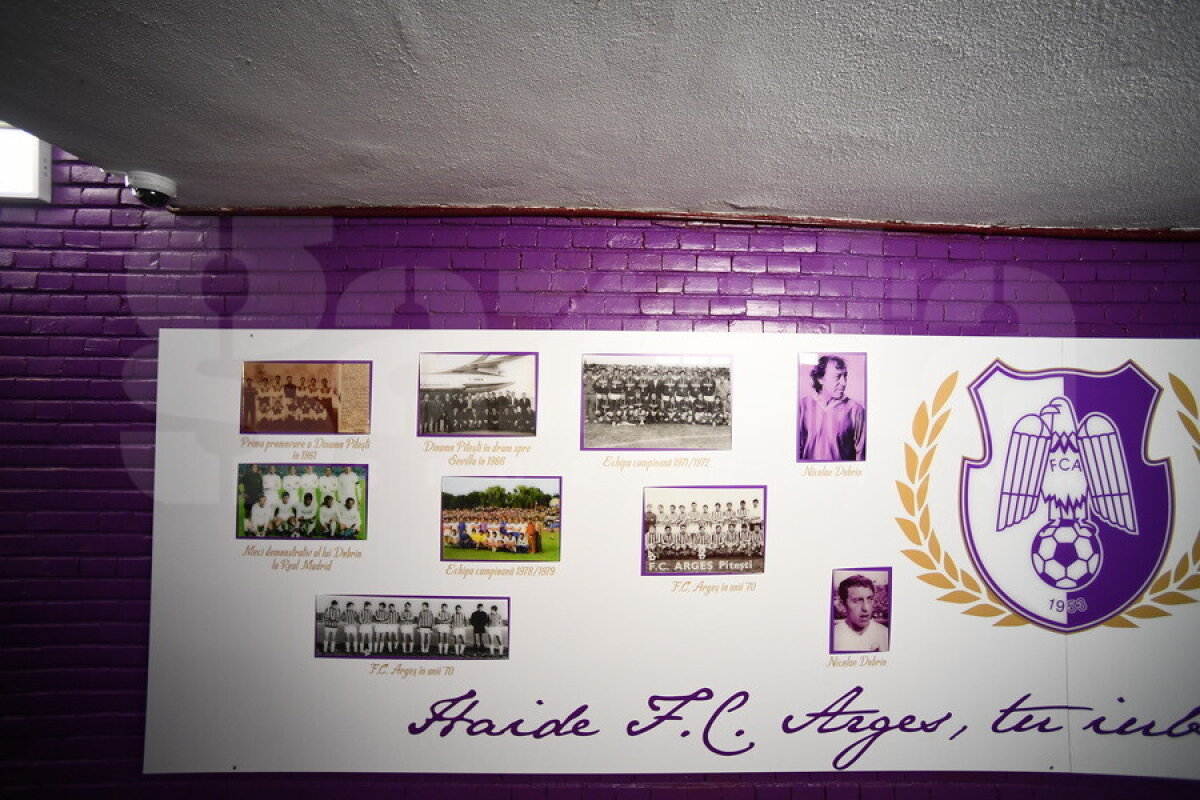 Prima promovare a Dinamo Pitești
în 1961
Dinamo Pitești în drum spre
Sevilla în 1966
Echipa campioană 1971/1972
Nicolae Dobrin
Meci demonstrativ al lui Dobrin
la Real Madrid
Echipa campioană 1978/1979
F.C. ARGEȘ Pitești
F.C. Argeș în anii '70
FCA
1953
F.C. Argeș în anii '70
Nicolae Dobrin
Haide F.C. Argeș, tu iub